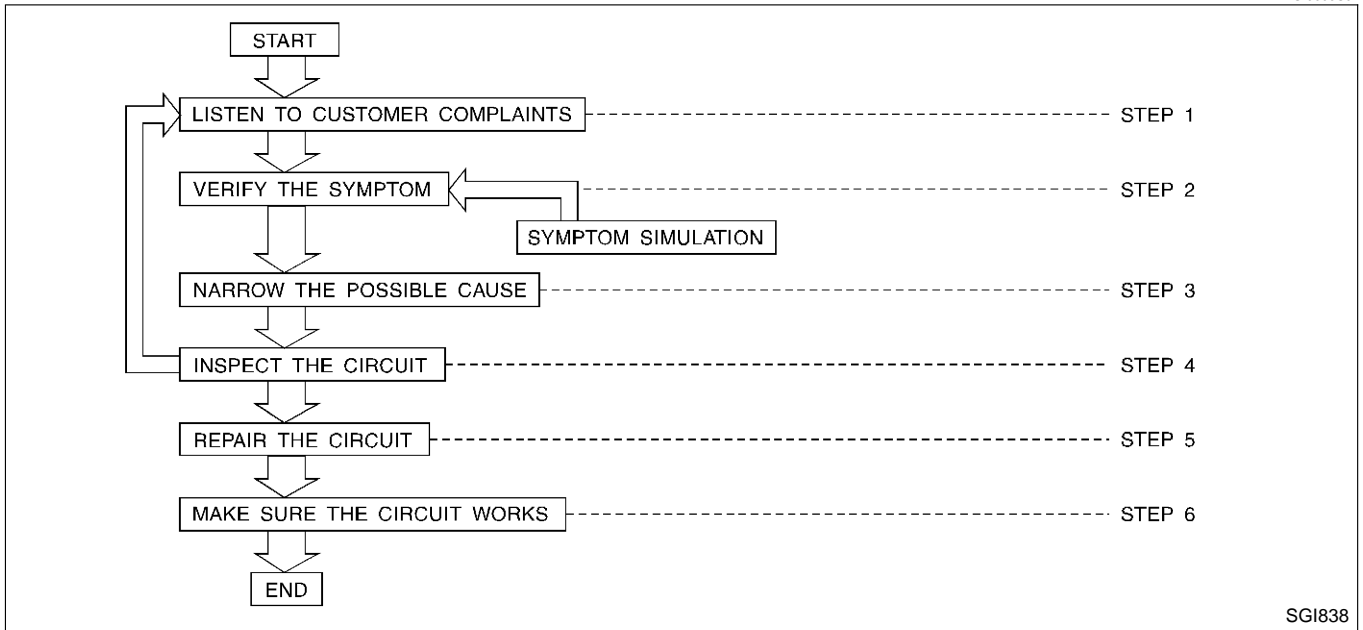 START
LISTEN TO CUSTOMER COMPLAINTS STEP 1
VERIFY THE SYMPTOM STEP 2
SYMPTOM SIMULATION
NARROW THE POSSIBLE CAUSE STEP 3
INSPECT THE CIRCUIT STEP 4
REPAIR THE CIRCUIT STEP 5
MAKE SURE THE CIRCUIT WORKS STEP 6
END
SGI838